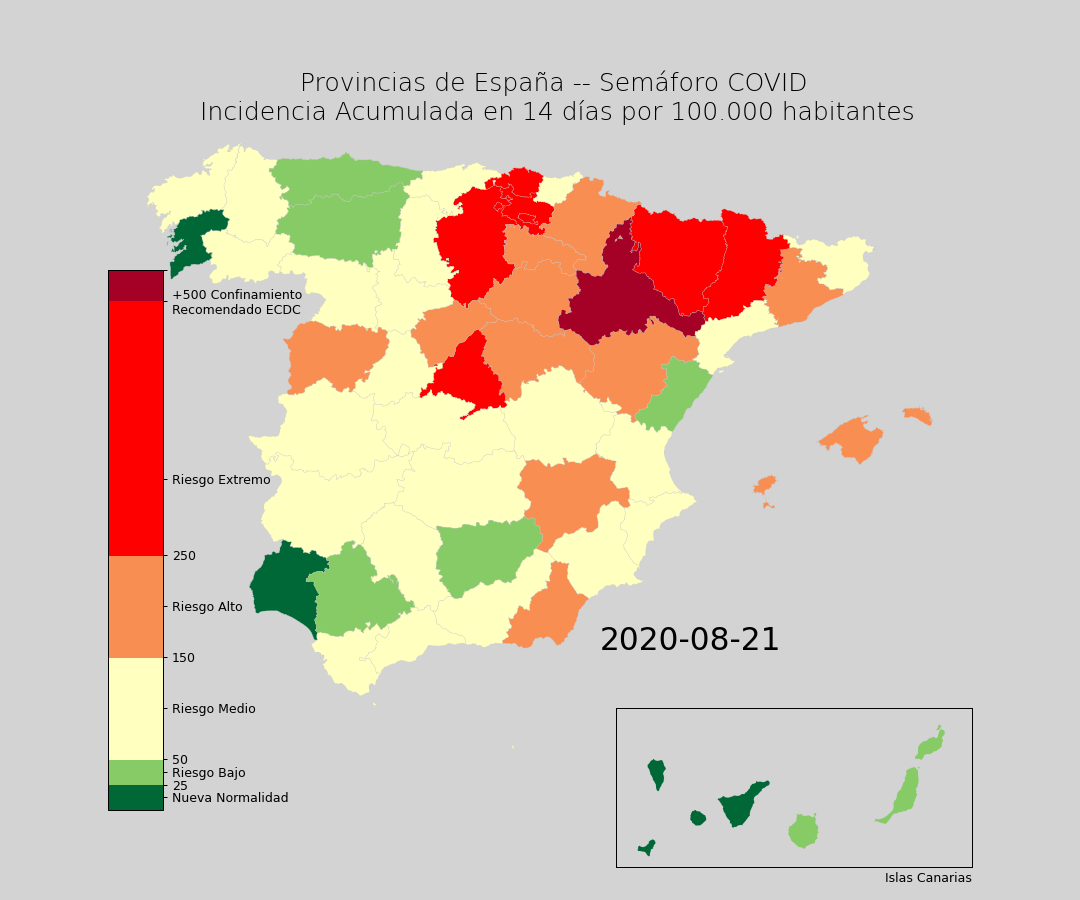 Provincias de España -- Semáforo COVID
Incidencia Acumulada en 14 días por 100.000 habitantes
+500 Confinamiento
Recomendado ECDC
Riesgo Extremo
250
Riesgo Alto
150
Riesgo Medio
50
Riesgo Bajo
25
Nueva Normalidad
2020-08-21
Islas Canarias